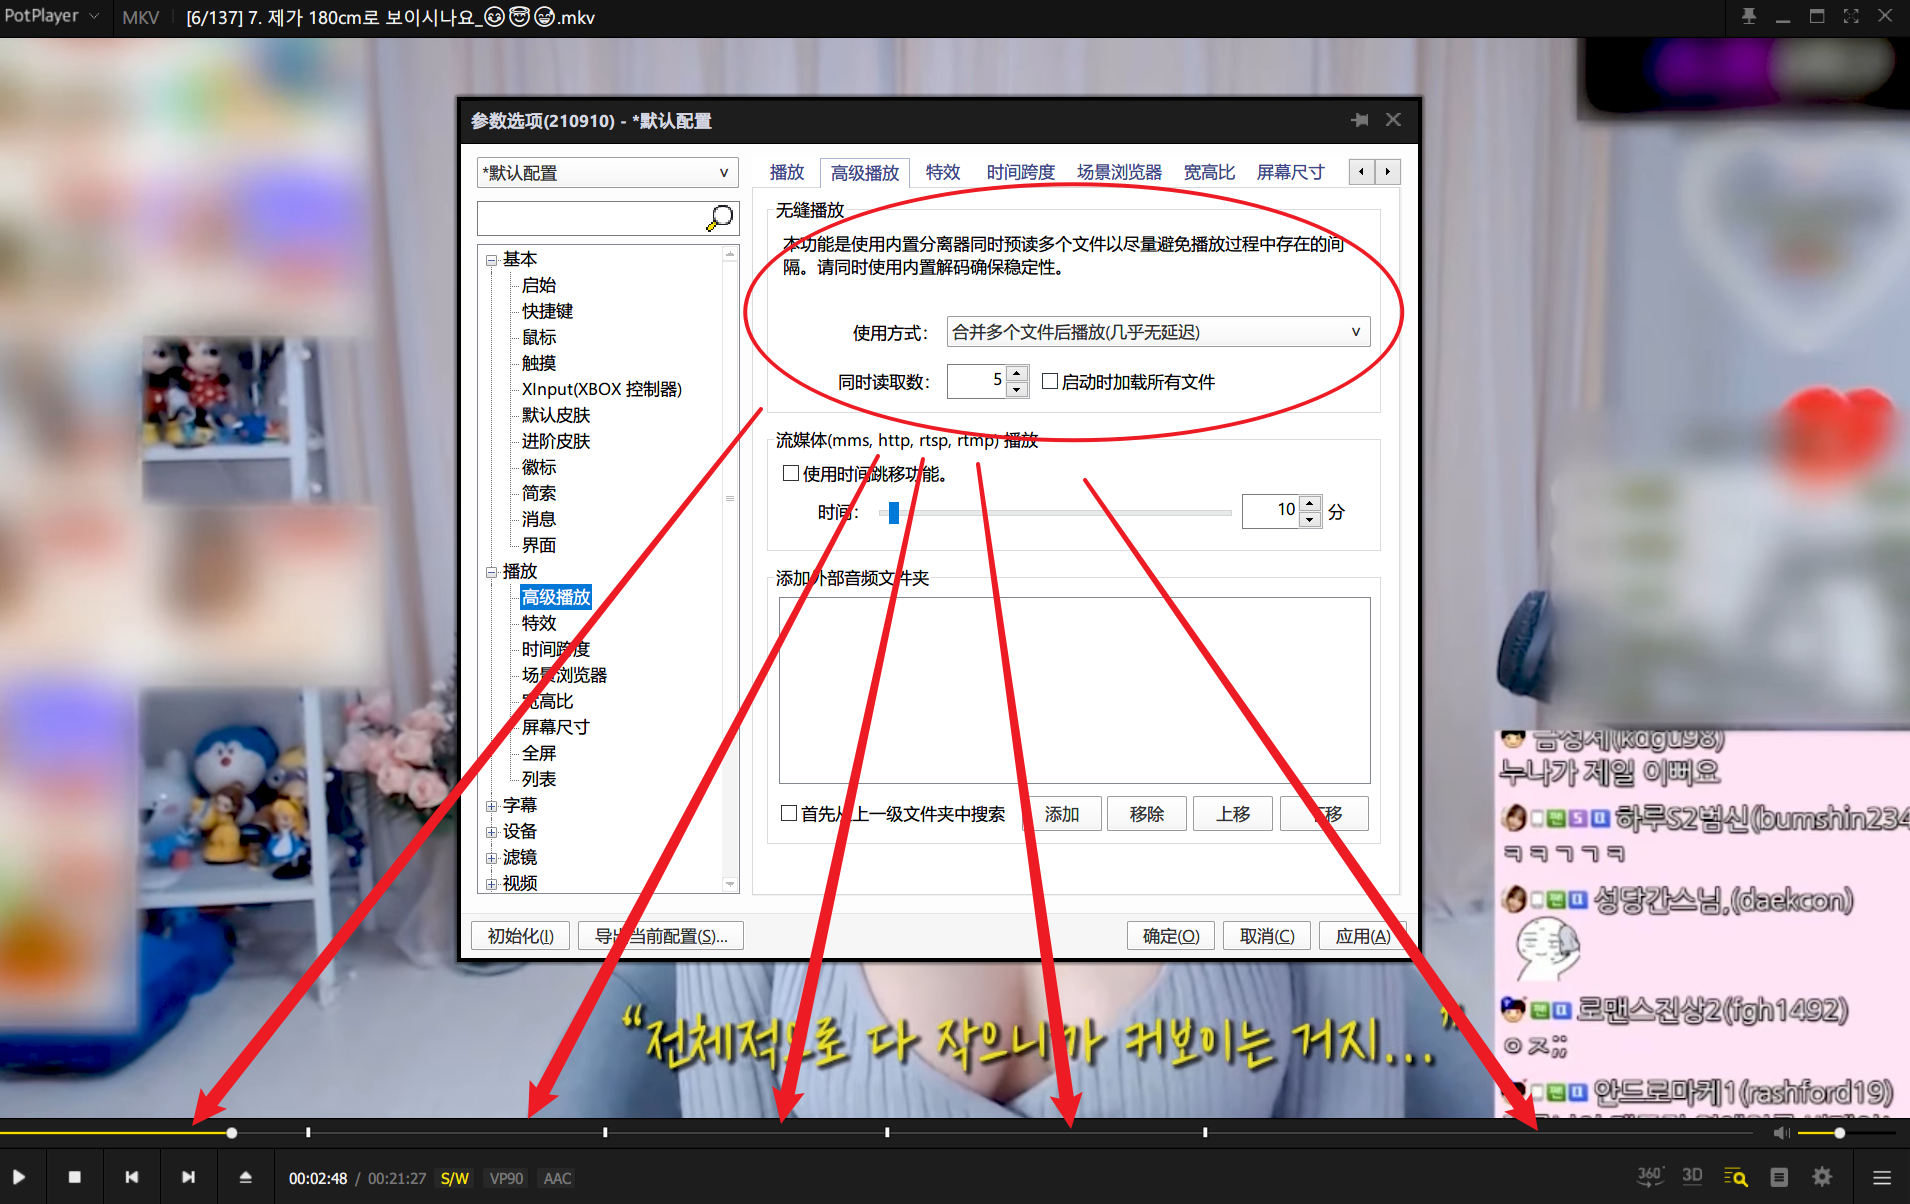 PotPlayer MKV [6/137] 7. 제가 180cm로 보이시나요_😊😇😅.mkv
参数选项(210910) - *默认配置
*默认配置
基本
启始
快捷键
鼠标
触摸
XInput(XBOX 控制器)
默认皮肤
进阶皮肤
徽标
简索
消息
界面
播放
高级播放
特效
时间跨度
场景浏览器
宽高比
屏幕尺寸
全屏
列表
字幕
设备
滤镜
视频
播放 高级播放 特效 时间跨度 场景浏览器 宽高比 屏幕尺寸
无缝播放
本功能是使用内置分离器同时预读多个文件以尽量避免播放过程中存在的间
隔。请同时使用内置解码确保稳定性。
使用方式: 合并多个文件后播放(几乎无延迟)
同时读取数: 5 启动时加载所有文件
流媒体(mms, http, rtsp, rtmp) 播放
使用时间跳移功能。
时间: 10 分
添加外部音频文件夹
首先从上一级文件夹中搜索 添加 移除 上移 下移
初始化(I) 导出当前配置(S)... 确定(O) 取消(C) 应用(A)
금성제(kdgu98)
누나가 제일 이뻐요
하루S2범신(bumshin234
ㅋㅋㄱㄱㅋ
성당간스님,(daekcon)
로맨스진상2(fgh1492)
ㅇㅈ;;
안드로마케1(rashford19)
“전체적으로 다 작으니까 커보이는 거지...”
00:02:48 / 00:21:27 S/W VP90 AAC
360° 3D